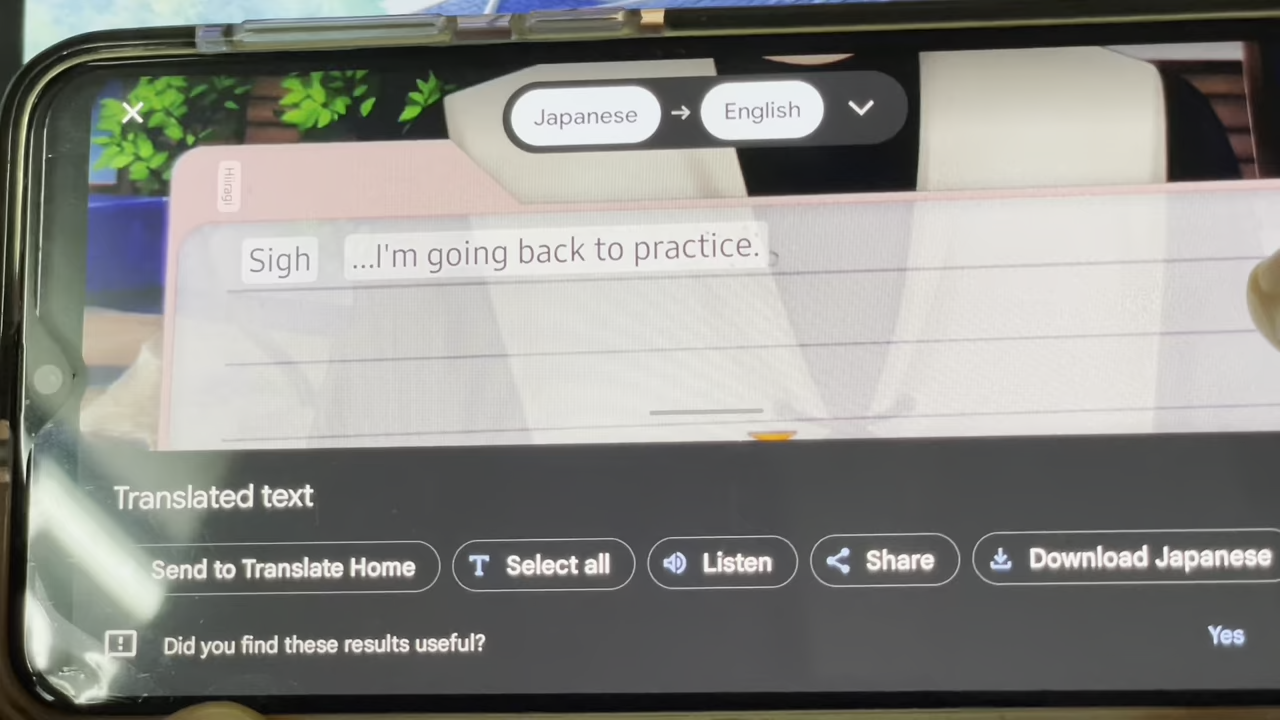 Japanese → English
Hiiragi
Sigh ...I'm going back to practice.
Translated text
Send to Translate Home Select all Listen Share Download Japanese
Did you find these results useful? Yes